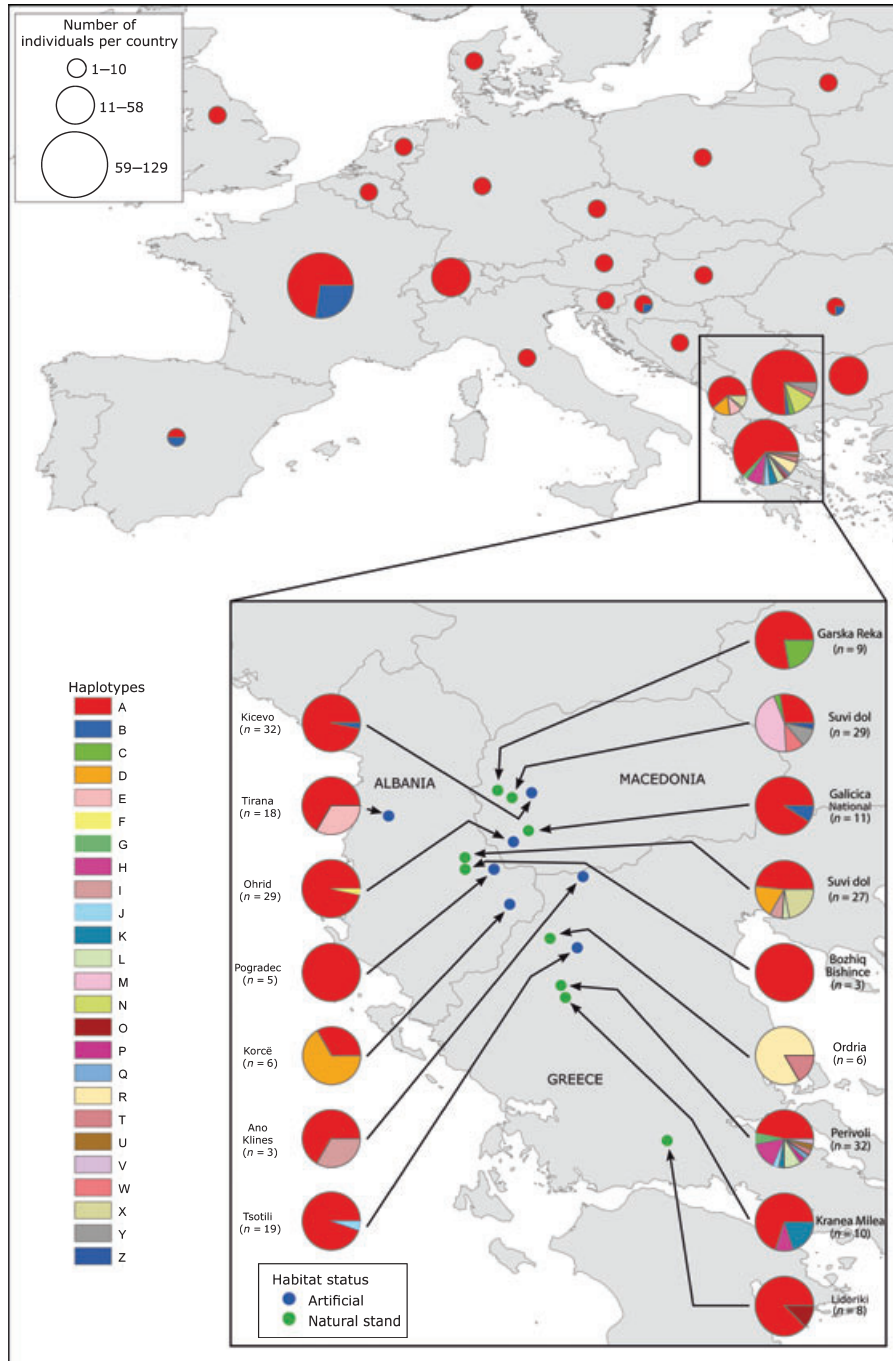 Number of
individuals per country
1–10
11–58
59–129
Haplotypes
A
B
C
D
E
F
G
H
I
J
K
L
M
N
O
P
Q
R
T
U
V
W
X
Y
Z
Kicevo
(n = 32)
Tirana
(n = 18)
Ohrid
(n = 29)
Pogradec
(n = 5)
Korcë
(n = 6)
Ano
Klines
(n = 3)
Tsotili
(n = 19)
ALBANIA
MACEDONIA
GREECE
Garska Reka
(n = 9)
Suvi dol
(n = 29)
Galicica
National
(n = 11)
Suvi dol
(n = 27)
Bozhiq
Bishince
(n = 3)
Ordria
(n = 6)
Perivoli
(n = 32)
Kranea Milea
(n = 10)
Lidoriki
(n = 8)
Habitat status
Artificial
Natural stand